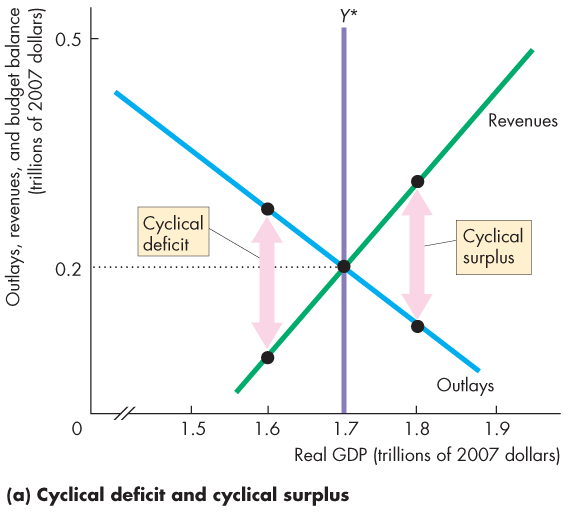 Y*
Outlays, revenues, and budget balance
(trillions of 2007 dollars)
0.5
Revenues
Cyclical
deficit
Cyclical
surplus
0.2
Outlays
0
1.5
1.6
1.7
1.8
1.9
Real GDP (trillions of 2007 dollars)
(a) Cyclical deficit and cyclical surplus